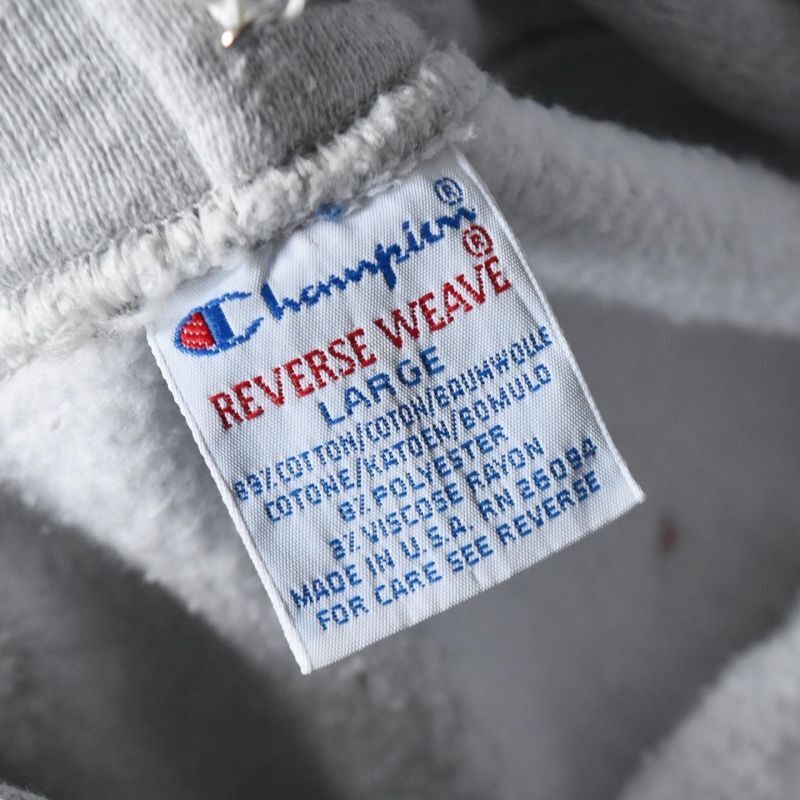 Champion®
REVERSE WEAVE®
LARGE
89% COTTON/COTON/BAUMWOLLE
COTONE/KATOEN/BOMULD
8% POLYESTER
3% VISCOSE RAYON
MADE IN U.S.A. RN 26094
FOR CARE SEE REVERSE